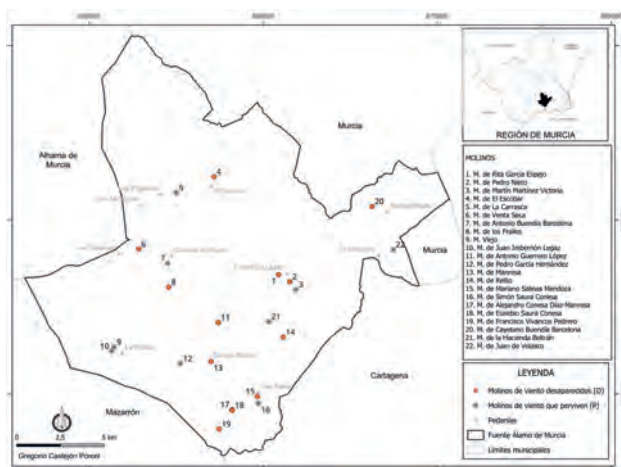 Murcia
Alhama de
Murcia
Murcia
Cartagena
Mazarrón
4
5
20
6
7
22
8
1
2
3
11
21
14
9
10
12
13
15
16
17
18
19
0
2,5
5 km
Gregorio Castejón Porcel
REGIÓN DE MURCIA
MOLINOS
1. M. de Rita García Espejo
2. M. de Pedro Nieto
3. M. de Martín Martínez Victoria
4. M. de El Escobar
5. M. de La Carrasca
6. M. de Venta Seca
7. M. de Antonio Buendía Barcelona
8. M. de los Frailes
9. M. Viejo
10. M. de Juan Imbernón Legaz
11. M. de Antonio Guerrero López
12. M. de Pedro García Hernández
13. M. de Manresa
14. M. de Relllo
15. M. de Mariano Saleras Mendoza
16. M. de Simón Saura Conesa
17. M. de Alejandro Conesa Díaz-Manresa
18. M. de Eusebio Saura Conesa
19. M. de Francisco Vivancos Pedrero
20. M. de Cayetano Buendía Barcelona
21. M. de la Hacienda Beltrán
22. M. de Juan de Velasco
LEYENDA
Molinos de viento desaparecidos (D)
Molinos de viento que perviven (P)
Pedanías
Fuente Álamo de Murcia
Límites municipales